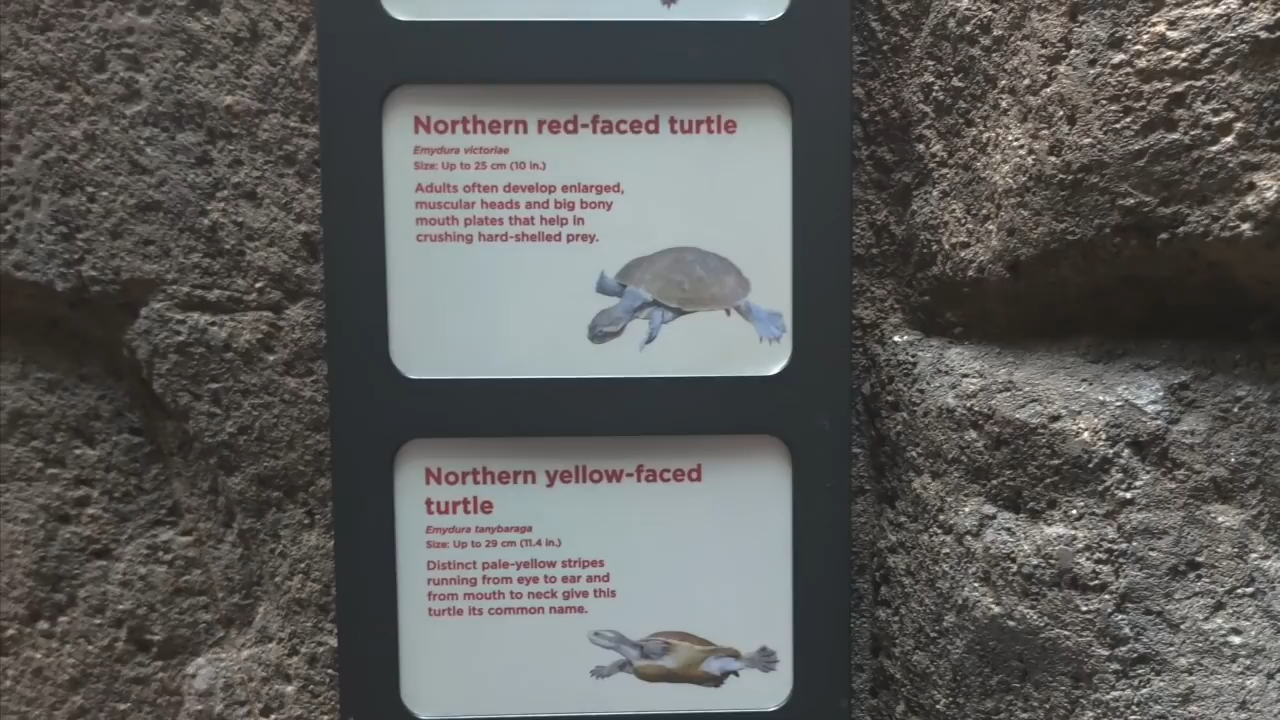 Northern red-faced turtle
Emydura victoriae
Size: Up to 25 cm (10 in.)
Adults often develop enlarged,
muscular heads and big bony
mouth plates that help in
crushing hard-shelled prey.
Northern yellow-faced
turtle
Emydura tanybaraga
Size: Up to 29 cm (11.4 in.)
Distinct pale-yellow stripes
running from eye to ear and
from mouth to neck give this
turtle its common name.